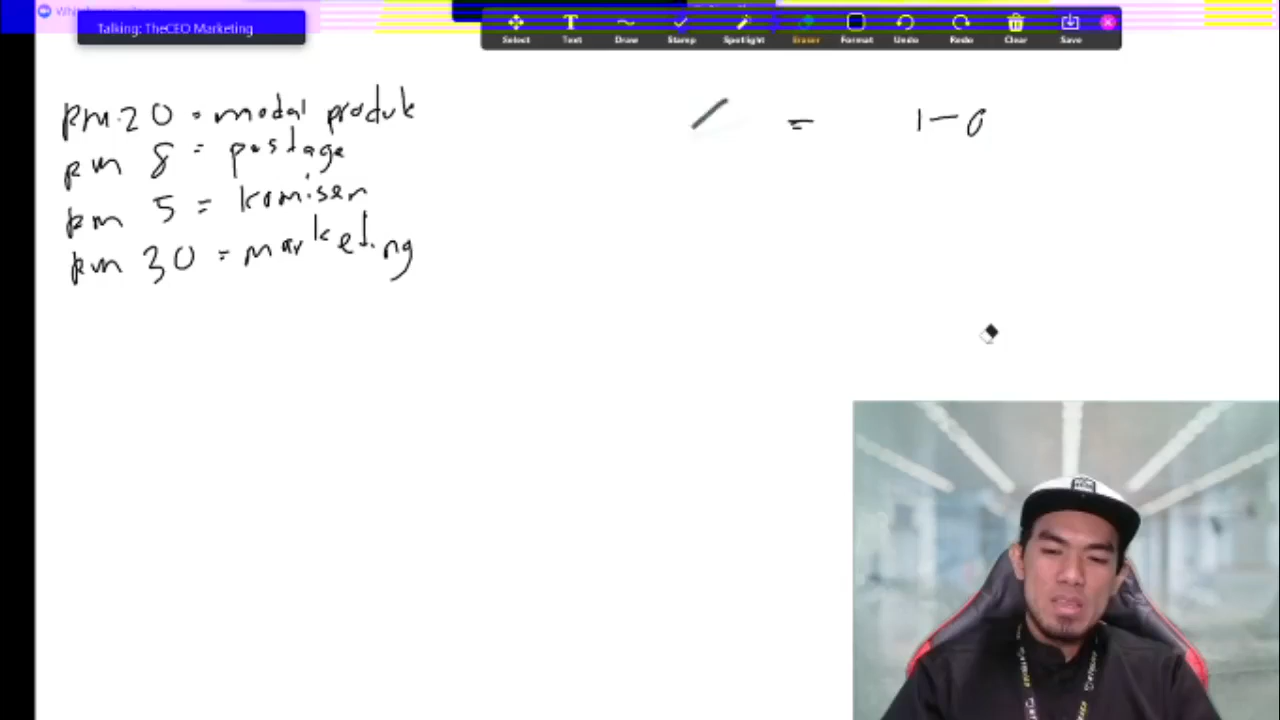 Talking: TheCEO Marketing
Select Text Draw Stamp Spotlight Eraser Format Undo Redo Clear Save
RM 20 = modal produk
RM 8 = postage
RM 5 = komisen
RM 30 = marketing
/ = 1-0